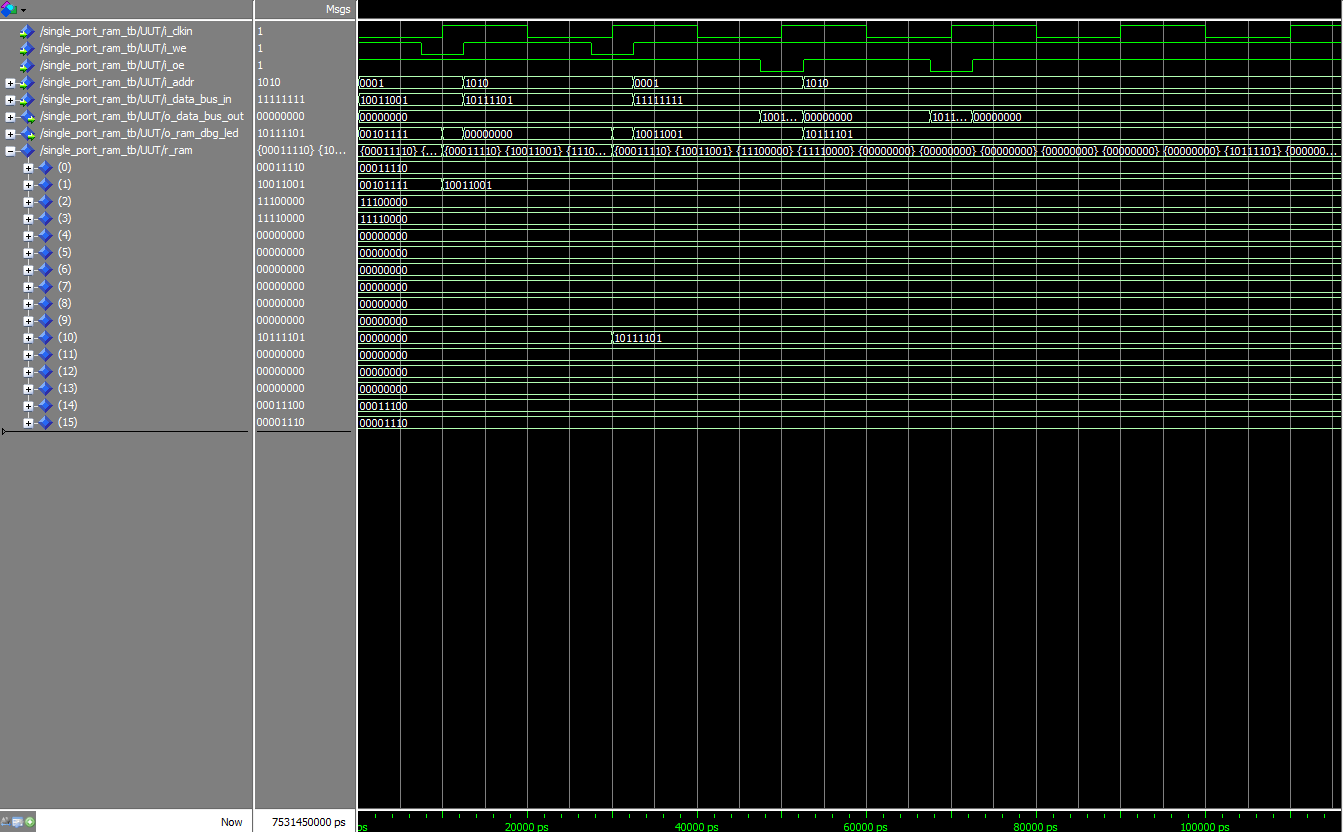 Msgs
/single_port_ram_tb/UUT/i_clkin 1
/single_port_ram_tb/UUT/i_we 1
/single_port_ram_tb/UUT/i_oe 1
/single_port_ram_tb/UUT/i_addr 1010 0001 1010 0001 1010
/single_port_ram_tb/UUT/i_data_bus_in 11111111 10011001 10111101 11111111
/single_port_ram_tb/UUT/o_data_bus_out 00000000 00000000 1001... 00000000 1011... 00000000
/single_port_ram_tb/UUT/o_ram_dbg_led 10111101 00101111 00000000 10011001 10111101
/single_port_ram_tb/UUT/r_ram {00011110} {10... {00011110} {... {00011110} {10011001} {1110... {00011110} {10011001} {11100000} {11110000} {00000000} {00000000} {00000000} {00000000} {00000000} {00000000} {10111101} {000000...
(0) 00011110 00011110
(1) 10011001 00101111 10011001
(2) 11100000 11100000
(3) 11110000 11110000
(4) 00000000 00000000
(5) 00000000 00000000
(6) 00000000 00000000
(7) 00000000 00000000
(8) 00000000 00000000
(9) 00000000 00000000
(10) 10111101 00000000 10111101
(11) 00000000 00000000
(12) 00000000 00000000
(13) 00000000 00000000
(14) 00011100 00011100
(15) 00001110 00001110
Now 7531450000 ps ps 20000 ps 40000 ps 60000 ps 80000 ps 100000 ps